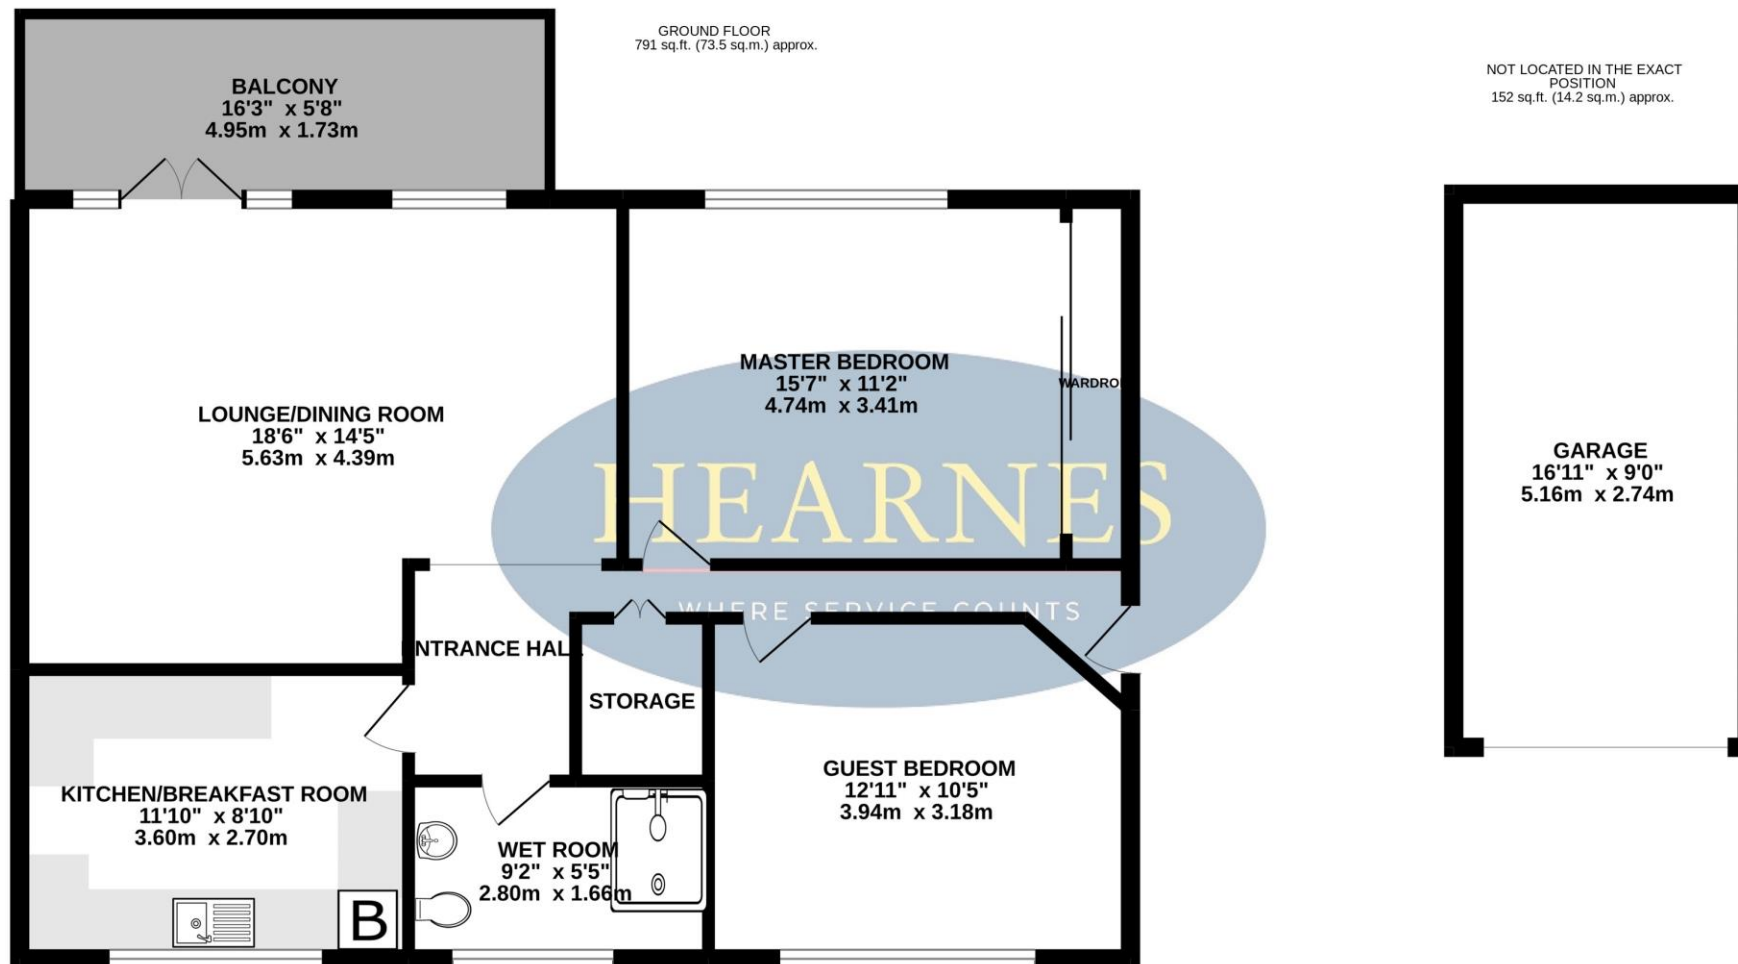 GROUND FLOOR
791 sq.ft. (73.5 sq.m.) approx.
NOT LOCATED IN THE EXACT
POSITION
152 sq.ft. (14.2 sq.m.) approx.
BALCONY
16'3" x 5'8"
4.95m x 1.73m
MASTER BEDROOM
15'7" x 11'2"
4.74m x 3.41m
WARDRO
LOUNGE/DINING ROOM
18'6" x 14'5"
5.63m x 4.39m
GARAGE
16'11" x 9'0"
5.16m x 2.74m
HEARNES
WHERE SERVICE COUNTS
NTRANCE HALL
STORAGE
GUEST BEDROOM
12'11" x 10'5"
3.94m x 3.18m
KITCHEN/BREAKFAST ROOM
11'10" x 8'10"
3.60m x 2.70m
WET ROOM
9'2" x 5'5"
2.80m x 1.66m
B